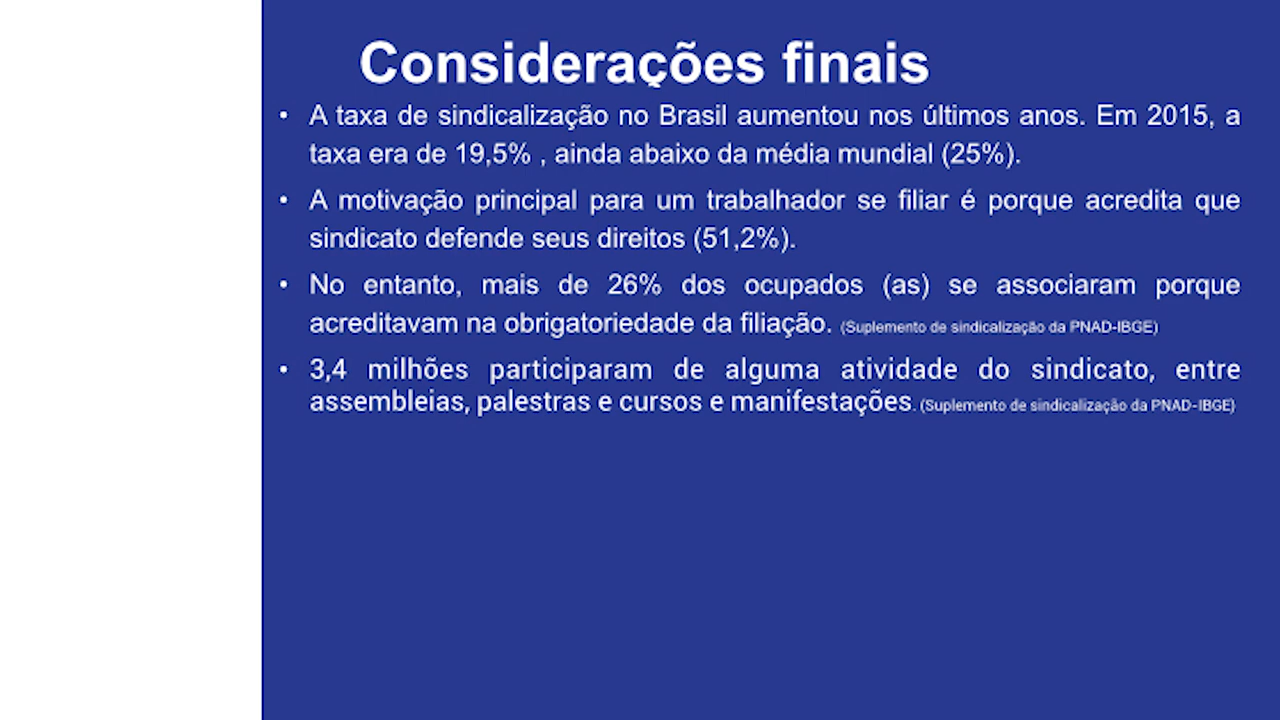 Considerações finais
• A taxa de sindicalização no Brasil aumentou nos últimos anos. Em 2015, a
taxa era de 19,5% , ainda abaixo da média mundial (25%).
• A motivação principal para um trabalhador se filiar é porque acredita que
sindicato defende seus direitos (51,2%).
• No entanto, mais de 26% dos ocupados (as) se associaram porque
acreditavam na obrigatoriedade da filiação. (Suplemento de sindicalização da PNAD-IBGE)
• 3,4 milhões participaram de alguma atividade do sindicato, entre
assembleias, palestras e cursos e manifestações. (Suplemento de sindicalização da PNAD-IBGE)